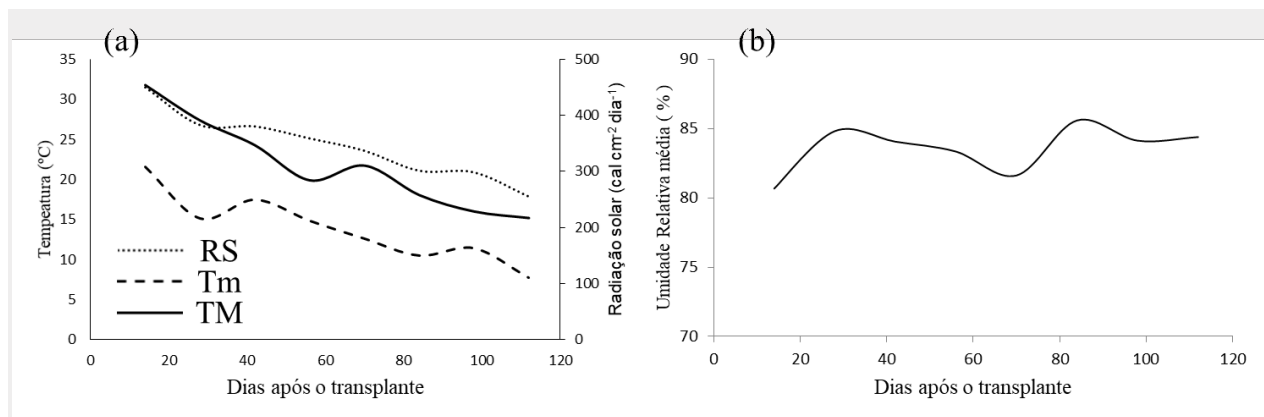 (a)
35
30
25
20
15
10
5
0
Tempeatura (ºC)
RS
Tm
TM
500
400
300
200
100
0
Radiação solar (cal cm-2 dia-1)
0 20 40 60 80 100 120
Dias após o transplante
(b)
90
85
80
75
70
Umidade Relativa média ( % )
0 20 40 60 80 100 120
Dias após o transplante